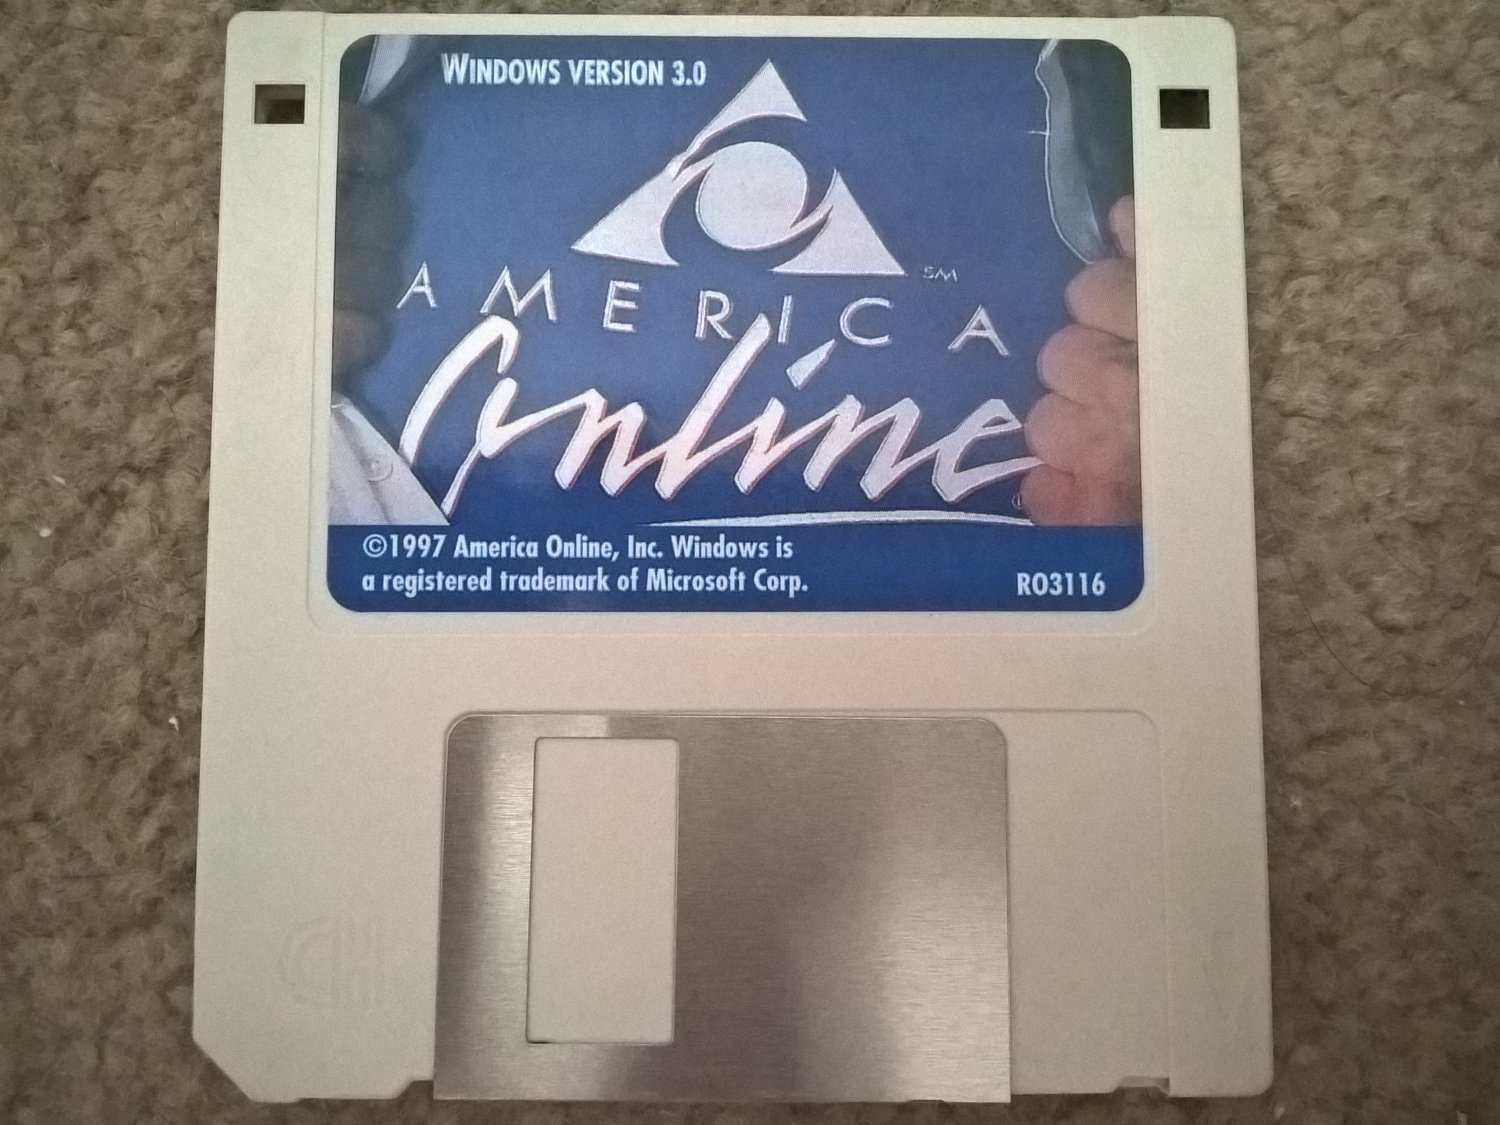 WINDOWS VERSION 3.0
SM
AMERICA
Online
©1997 America Online, Inc. Windows is
a registered trademark of Microsoft Corp.
RO3116